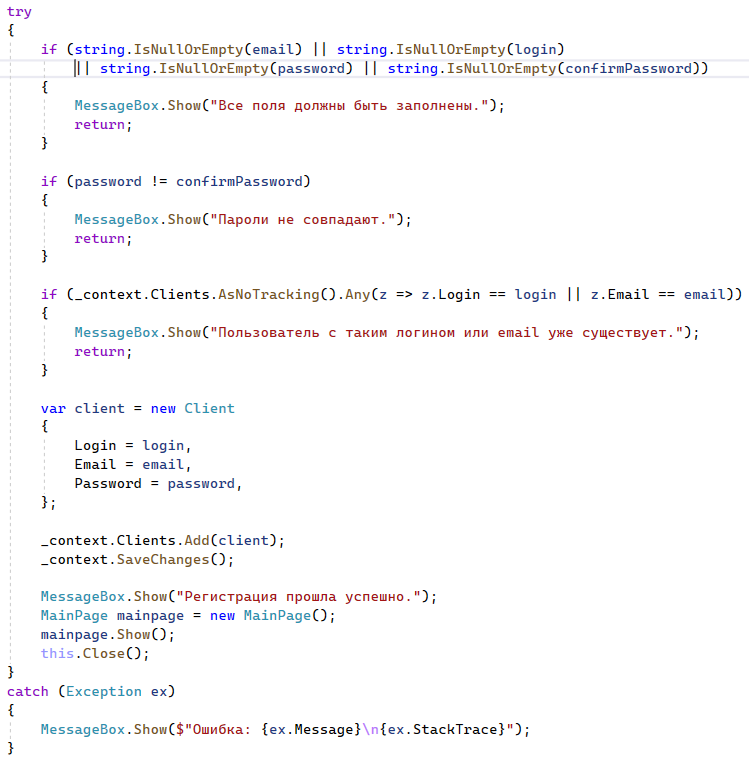 try
{
    if (string.IsNullOrEmpty(email) || string.IsNullOrEmpty(login)
        || string.IsNullOrEmpty(password) || string.IsNullOrEmpty(confirmPassword))
    {
        MessageBox.Show("Все поля должны быть заполнены.");
        return;
    }

    if (password != confirmPassword)
    {
        MessageBox.Show("Пароли не совпадают.");
        return;
    }

    if (_context.Clients.AsNoTracking().Any(z => z.Login == login || z.Email == email))
    {
        MessageBox.Show("Пользователь с таким логином или email уже существует.");
        return;
    }

    var client = new Client
    {
        Login = login,
        Email = email,
        Password = password,
    };

    _context.Clients.Add(client);
    _context.SaveChanges();

    MessageBox.Show("Регистрация прошла успешно.");
    MainPage mainpage = new MainPage();
    mainpage.Show();
    this.Close();
}
catch (Exception ex)
{
    MessageBox.Show($"Ошибка: {ex.Message}\n{ex.StackTrace}");
}